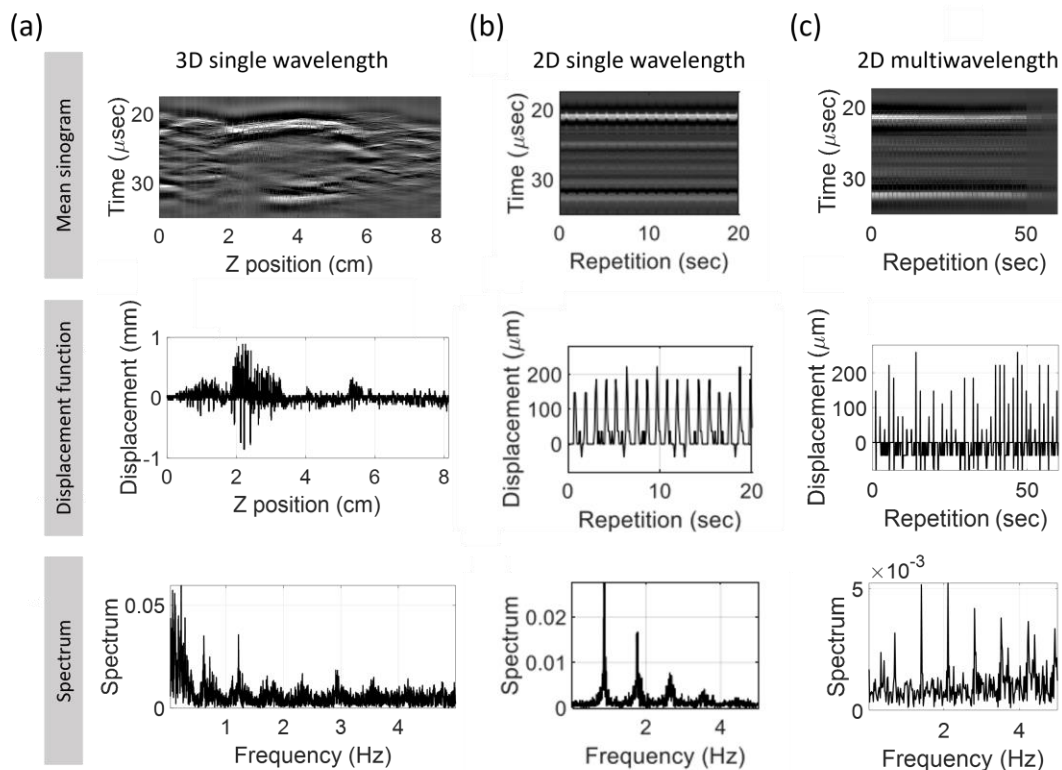 (a)
(b)
(c)
3D single wavelength
2D single wavelength
2D multiwavelength
Mean sinogram
Time (μsec)
20
30
0 2 4 6 8
Z position (cm)
Time (μsec)
20
30
0 10 20
Repetition (sec)
Time (μsec)
20
30
0 50
Repetition (sec)
Displacement function
Displacement (mm)
1
0
-1
0 2 4 6 8
Z position (cm)
Displacement (μm)
200
100
0
0 10 20
Repetition (sec)
Displacement (μm)
200
100
0
0 50
Repetition (sec)
Spectrum
Spectrum
0.05
0
1 2 3 4
Frequency (Hz)
Spectrum
0.02
0.01
0
2 4
Frequency (Hz)
Spectrum
×10⁻³
5
0
2 4
Frequency (Hz)